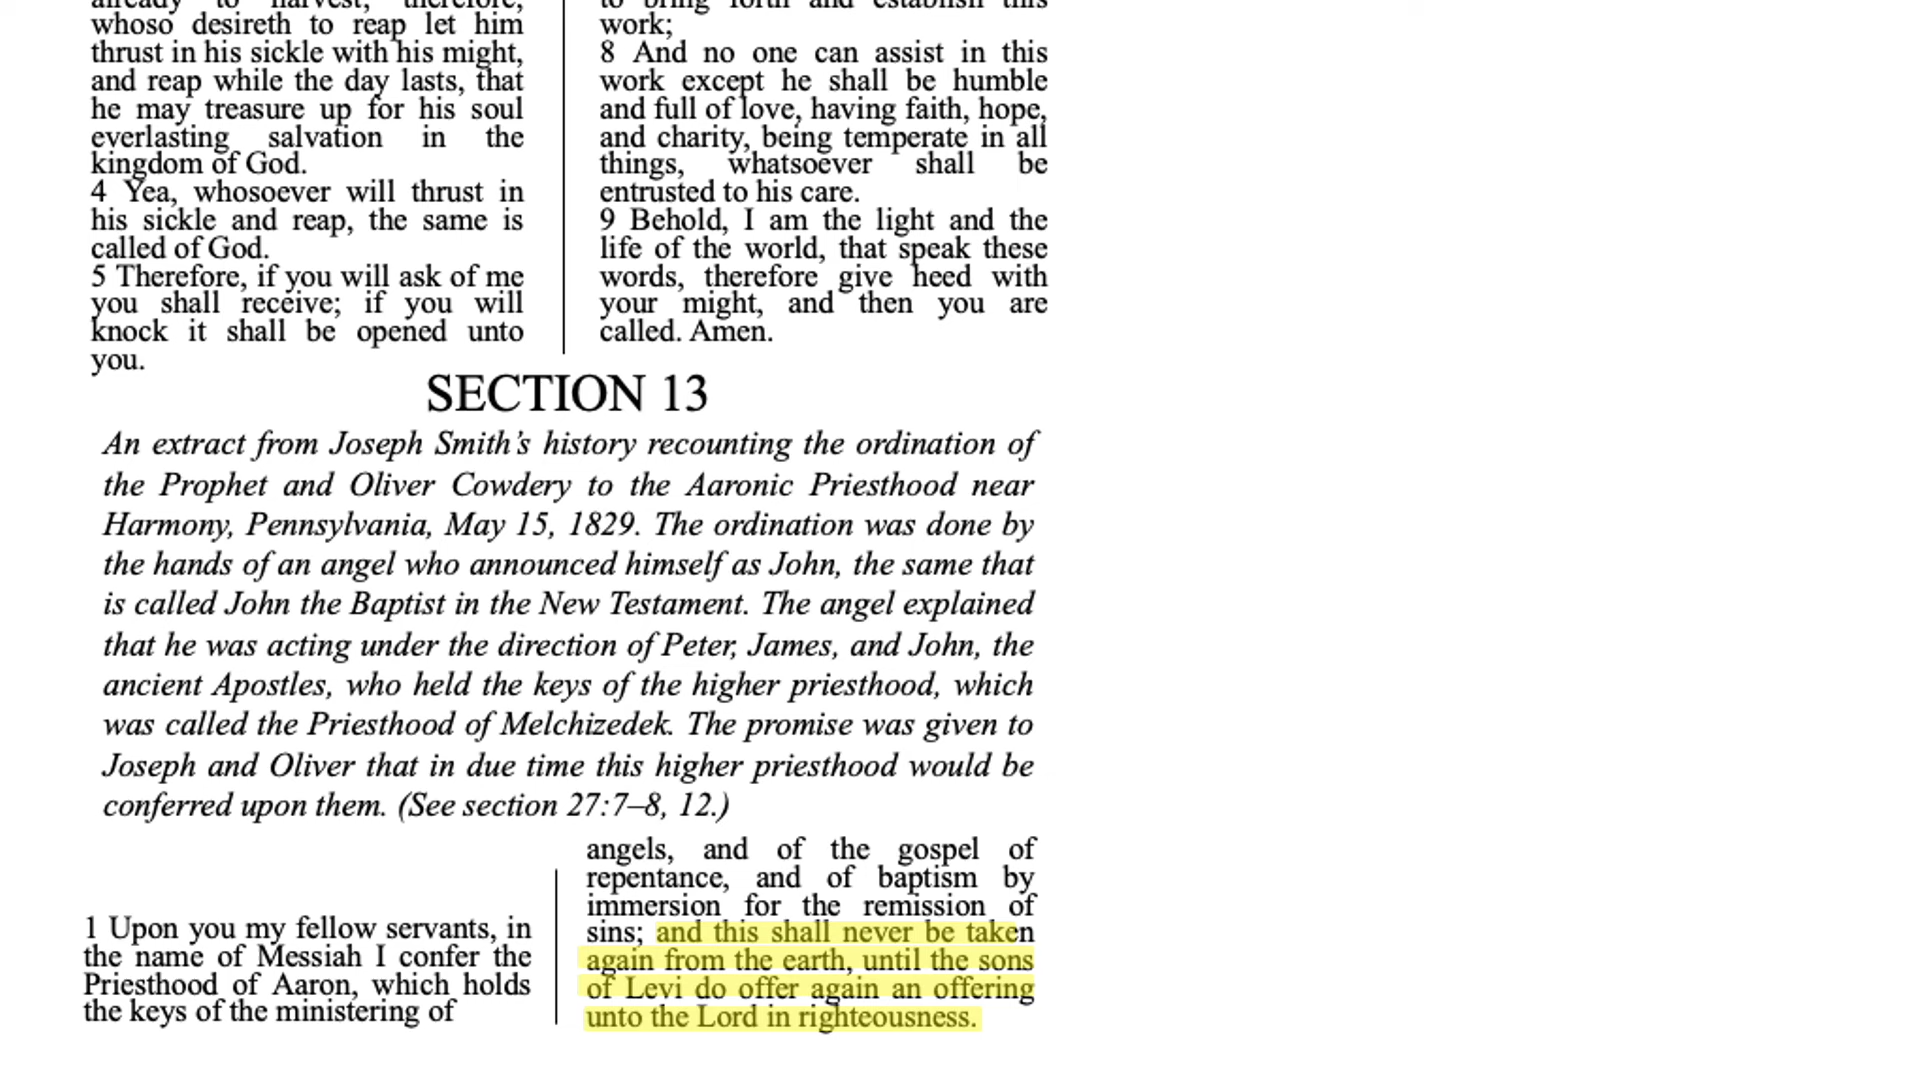 already to harvest; therefore,
whoso desireth to reap let him
thrust in his sickle with his might,
and reap while the day lasts, that
he may treasure up for his soul
everlasting salvation in the
kingdom of God.
4 Yea, whosoever will thrust in
his sickle and reap, the same is
called of God.
5 Therefore, if you will ask of me
you shall receive; if you will
knock it shall be opened unto
you.
to bring forth and establish this
work;
8 And no one can assist in this
work except he shall be humble
and full of love, having faith, hope,
and charity, being temperate in all
things, whatsoever shall be
entrusted to his care.
9 Behold, I am the light and the
life of the world, that speak these
words, therefore give heed with
your might, and then you are
called. Amen.
SECTION 13
An extract from Joseph Smith’s history recounting the ordination of
the Prophet and Oliver Cowdery to the Aaronic Priesthood near
Harmony, Pennsylvania, May 15, 1829. The ordination was done by
the hands of an angel who announced himself as John, the same that
is called John the Baptist in the New Testament. The angel explained
that he was acting under the direction of Peter, James, and John, the
ancient Apostles, who held the keys of the higher priesthood, which
was called the Priesthood of Melchizedek. The promise was given to
Joseph and Oliver that in due time this higher priesthood would be
conferred upon them. (See section 27:7–8, 12.)
1 Upon you my fellow servants, in
the name of Messiah I confer the
Priesthood of Aaron, which holds
the keys of the ministering of
angels, and of the gospel of
repentance, and of baptism by
immersion for the remission of
sins; and this shall never be taken
again from the earth, until the sons
of Levi do offer again an offering
unto the Lord in righteousness.